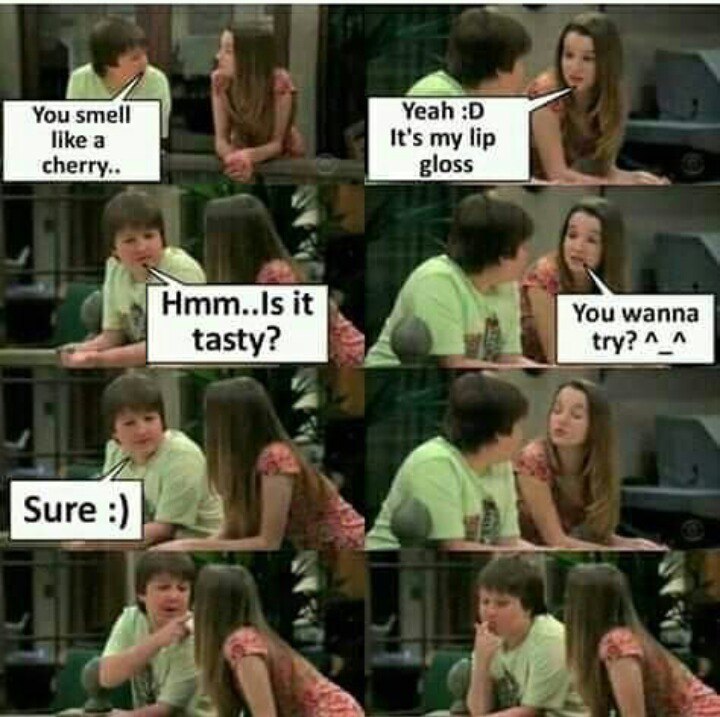 You smell
like a
cherry..
Yeah :D
It's my lip
gloss
Hmm..Is it
tasty?
You wanna
try? ^_^
Sure :)